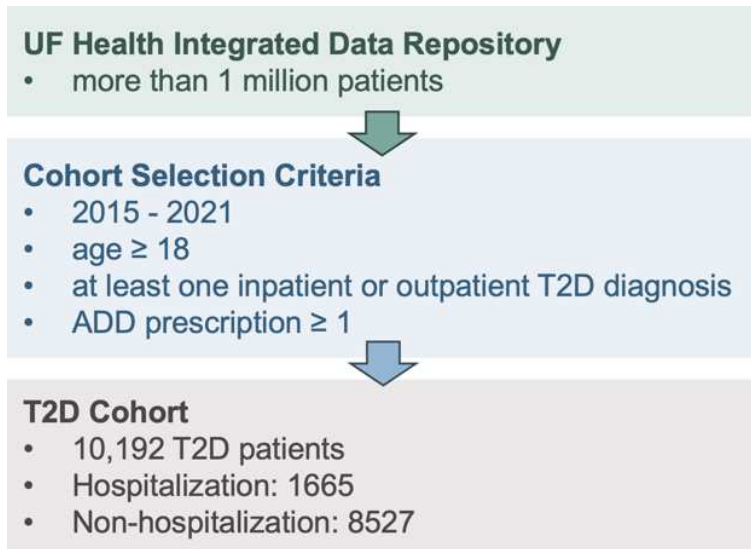 UF Health Integrated Data Repository
• more than 1 million patients
Cohort Selection Criteria
• 2015 - 2021
• age ≥ 18
• at least one inpatient or outpatient T2D diagnosis
• ADD prescription ≥ 1
T2D Cohort
• 10,192 T2D patients
• Hospitalization: 1665
• Non-hospitalization: 8527